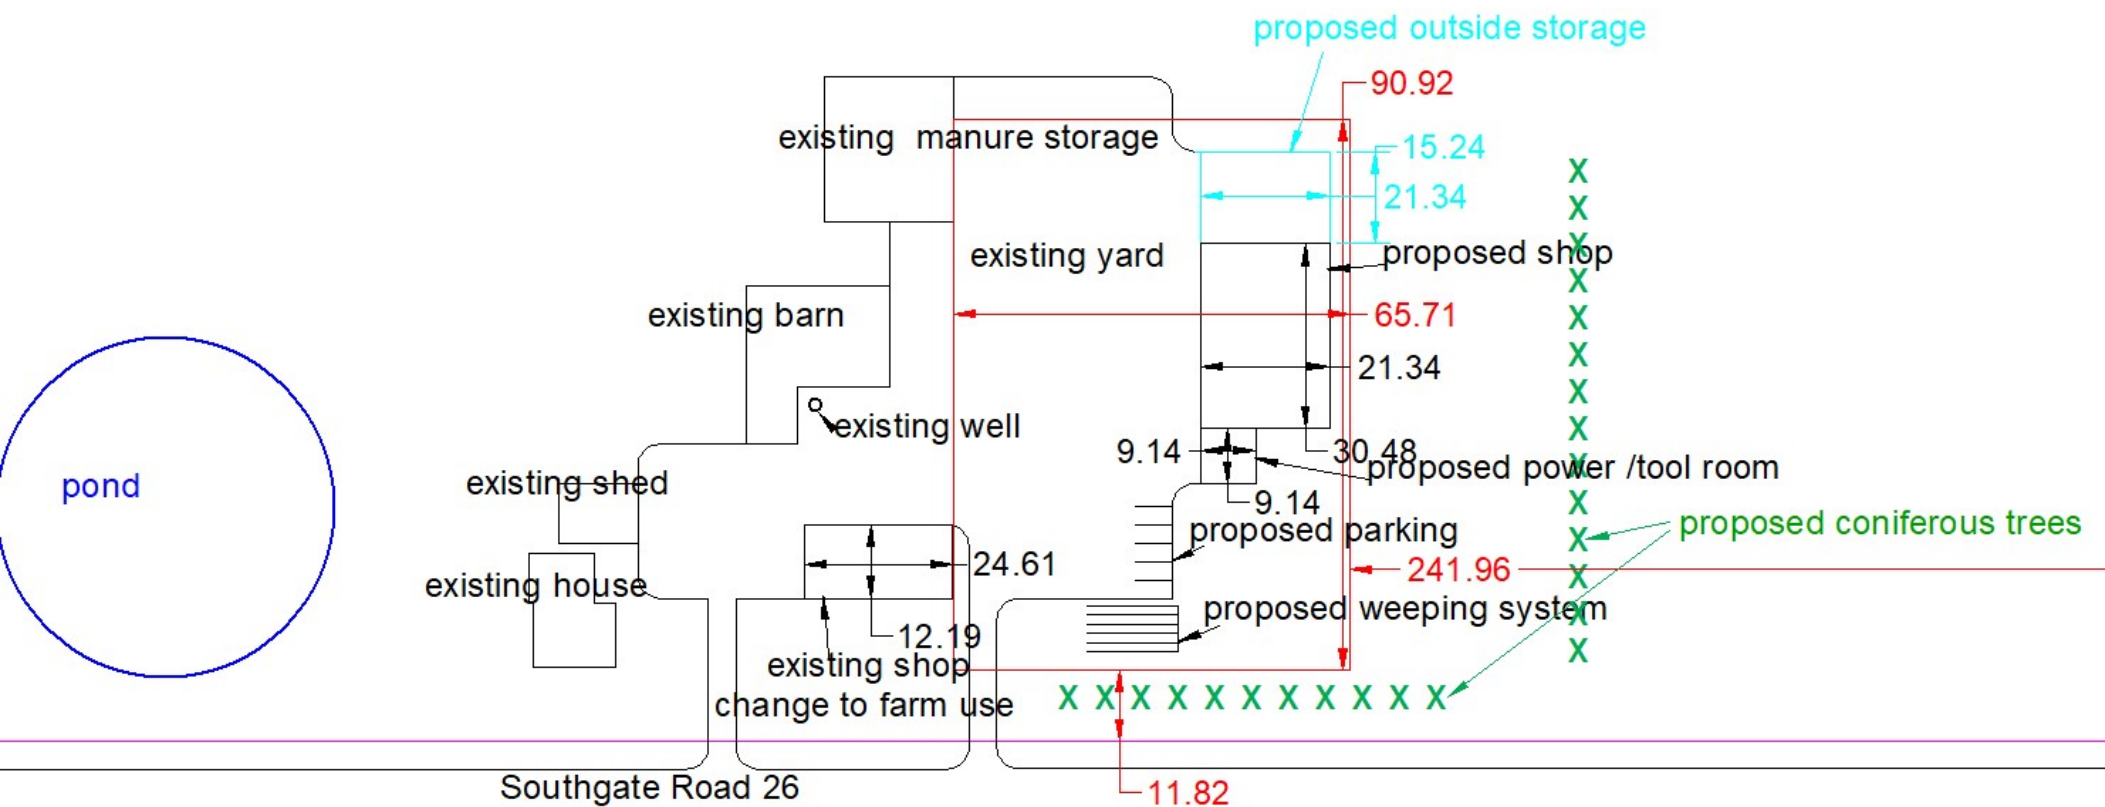 proposed outside storage
90.92
existing manure storage
15.24
21.34
existing yard
proposed shop
existing barn
65.71
21.34
existing well
9.14
30.48
proposed power /tool room
pond
existing shed
9.14
proposed parking
proposed coniferous trees
24.61
241.96
existing house
proposed weeping system
12.19
existing shop
change to farm use
X X X X X X X X X X X
X
X
X
X
X
X
X
X
X
X
X
X
X
X
Southgate Road 26
11.82